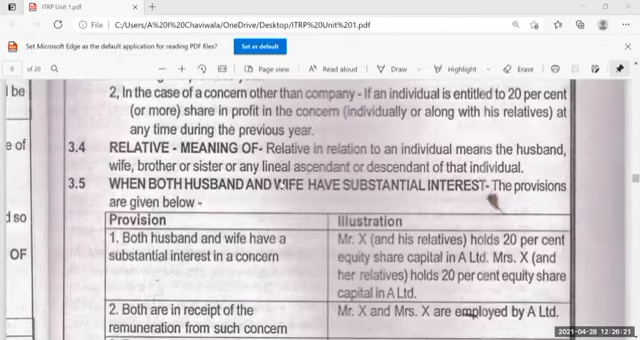 ITRP Unit 1.pdf
File
C:/Users/A%20I%20Chaviwala/OneDrive/Desktop/ITRP%20Unit%201.pdf
Set Microsoft Edge as the default application for reading PDF files?
Set as default
of 20
Page view
Read aloud
Draw
Highlight
Erase
l be
2, In the case of a concern other than company - If an individual is entitled to 20 per cent
(or more) share in profit in the concern (individually or along with his relatives) at
any time during the previous year.
e of
3.4 RELATIVE - MEANING OF- Relative in relation to an individual means the husband,
wife, brother or sister or any lineal ascendant or descendant of that individual.
3.5 WHEN BOTH HUSBAND AND WIFE HAVE SUBSTANTIAL INTEREST- The provisions
are given below -
d so
Provision
Illustration
OF
1. Both husband and wife have a
substantial interest in a concern
Mr. X (and his relatives) holds 20 per cent
equity share capital in A Ltd. Mrs. X (and
her relatives) holds 20 per cent equity share
capital in A Ltd.
2. Both are in receipt of the
remuneration from such concern
Mr. X and Mrs. X are employed by A Ltd.
2021-04-28 12:26:21